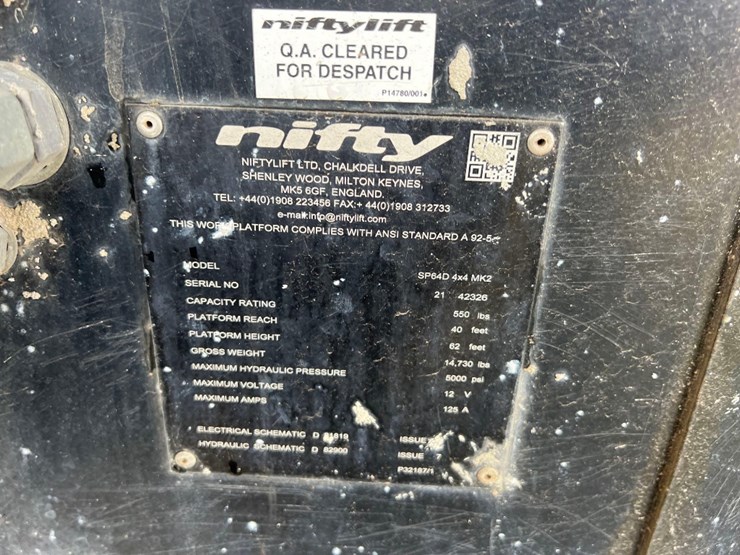 niftylift
Q.A. CLEARED
FOR DESPATCH
P14780/001
nifty
NIFTYLIFT LTD, CHALKDELL DRIVE,
SHENLEY WOOD, MILTON KEYNES,
MK5 6GF, ENGLAND.
TEL: +44(0)1908 223456 FAX:+ 44(0)1908 312733
e-mail:info@niftylift.com
THIS WORKPLATFORM COMPLIES WITH ANSI STANDARD A 92-5
MODEL SP64D 4x4 MK2
SERIAL NO 21 42326
CAPACITY RATING 550 lbs
PLATFORM REACH 40 feet
PLATFORM HEIGHT 62 feet
GROSS WEIGHT 14,730 lbs
MAXIMUM HYDRAULIC PRESSURE 5000 psi
MAXIMUM VOLTAGE 12 V
MAXIMUM AMPS 125 A
ELECTRICAL SCHEMATIC D ISSUE
HYDRAULIC SCHEMATIC D 82900 ISSUE
P32187/1